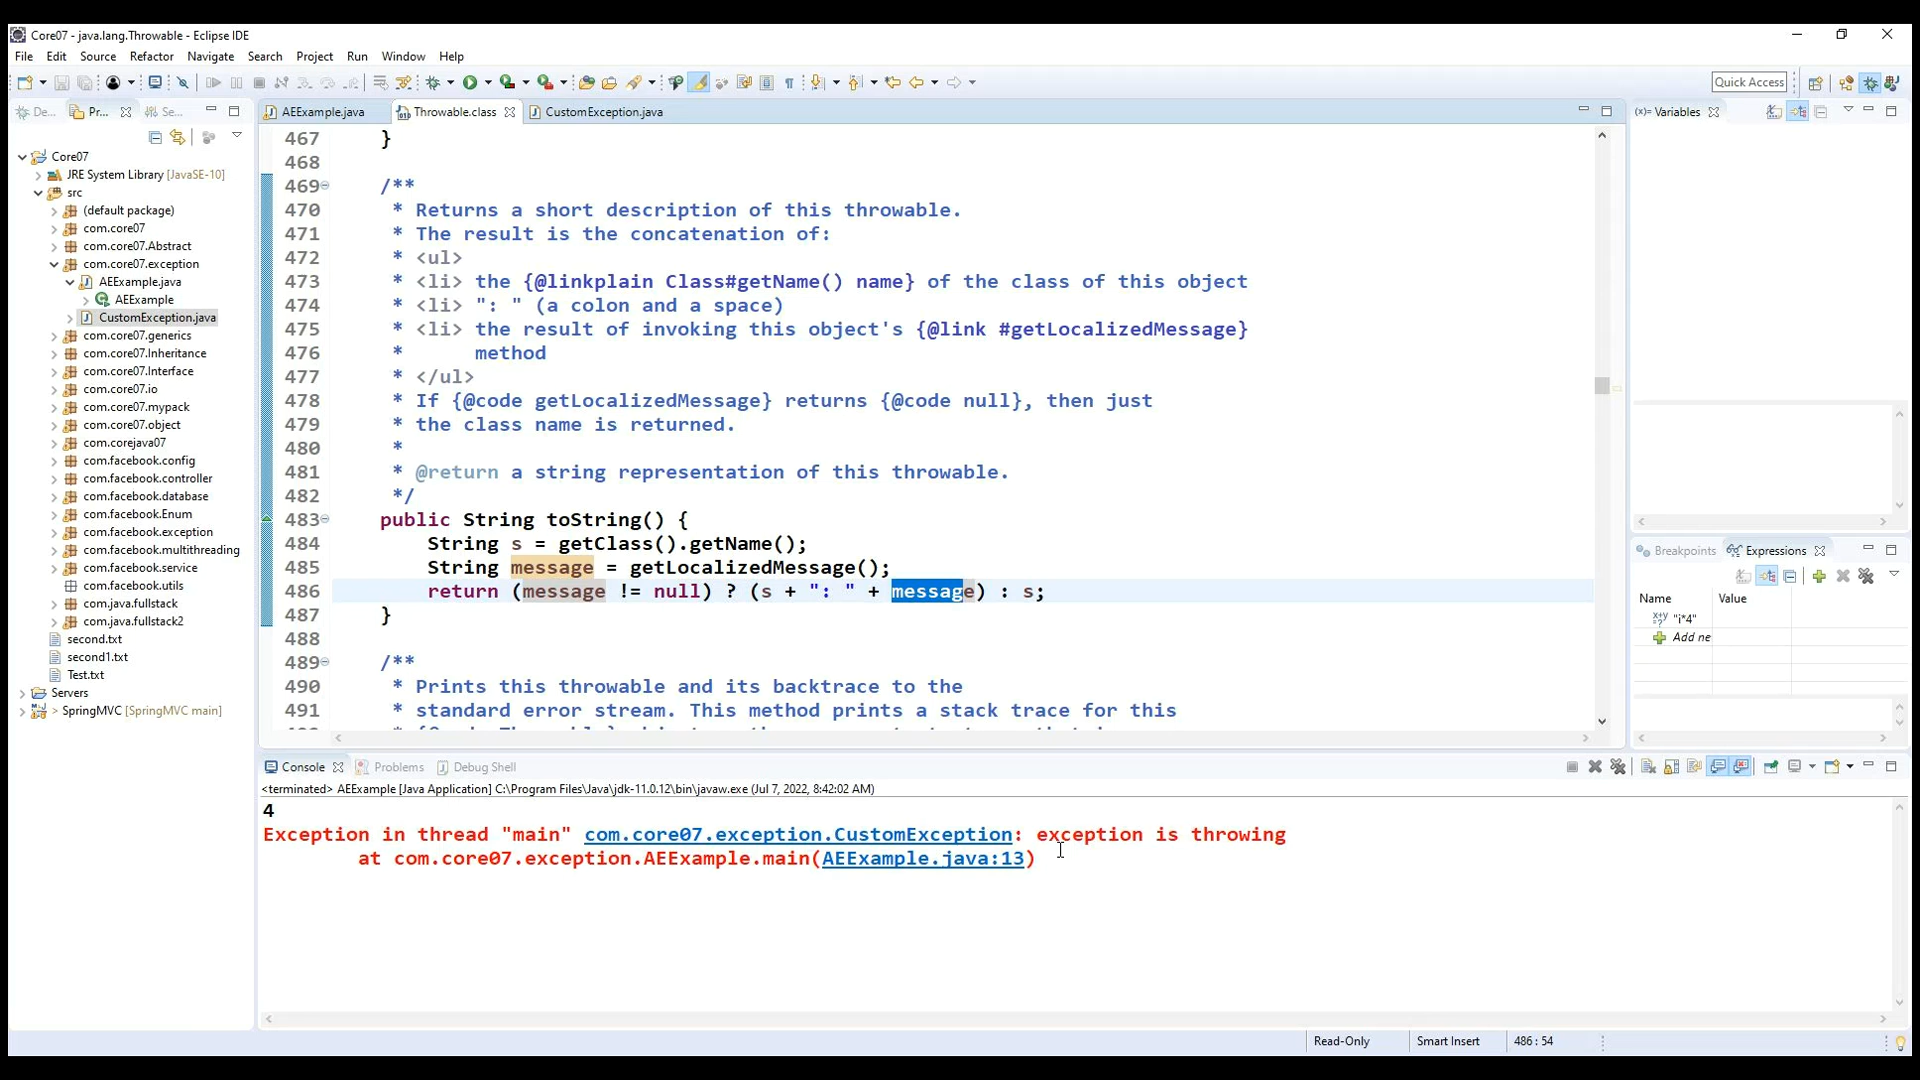 Core07 - java.lang.Throwable - Eclipse IDE
File Edit Source Refactor Navigate Search Project Run Window Help
Quick Access
De...
Pr...
Se...
Core07
JRE System Library [JavaSE-10]
src
(default package)
com.core07
com.core07.Abstract
com.core07.exception
AEExample.java
AEExample
CustomException.java
com.core07.generics
com.core07.Inheritance
com.core07.Interface
com.core07.io
com.core07.mypack
com.core07.object
com.corejava07
com.facebook.config
com.facebook.controller
com.facebook.database
com.facebook.Enum
com.facebook.exception
com.facebook.multithreading
com.facebook.service
com.facebook.utils
com.java.fullstack
com.java.fullstack2
second.txt
second1.txt
Test.txt
Servers
> SpringMVC [SpringMVC main]
AEExample.java Throwable.class CustomException.java
467 }
468
469 /**
470 * Returns a short description of this throwable.
471 * The result is the concatenation of:
472 * <ul>
473 * <li> the {@linkplain Class#getName() name} of the class of this object
474 * <li> ": " (a colon and a space)
475 * <li> the result of invoking this object's {@link #getLocalizedMessage}
476 * method
477 * </ul>
478 * If {@code getLocalizedMessage} returns {@code null}, then just
479 * the class name is returned.
480 *
481 * @return a string representation of this throwable.
482 */
483 public String toString() {
484 String s = getClass().getName();
485 String message = getLocalizedMessage();
486 return (message != null) ? (s + ": " + message) : s;
487 }
488
489 /**
490 * Prints this throwable and its backtrace to the
491 * standard error stream. This method prints a stack trace for this
(x)= Variables
Breakpoints Expressions
Name Value
"i*4"
Add ne
Console Problems Debug Shell
<terminated> AEExample [Java Application] C:\Program Files\Java\jdk-11.0.12\bin\javaw.exe (Jul 7, 2022, 8:42:02 AM)
4
Exception in thread "main" com.core07.exception.CustomException: exception is throwing
at com.core07.exception.AEExample.main(AEExample.java:13)
Read-Only Smart Insert 486 : 54